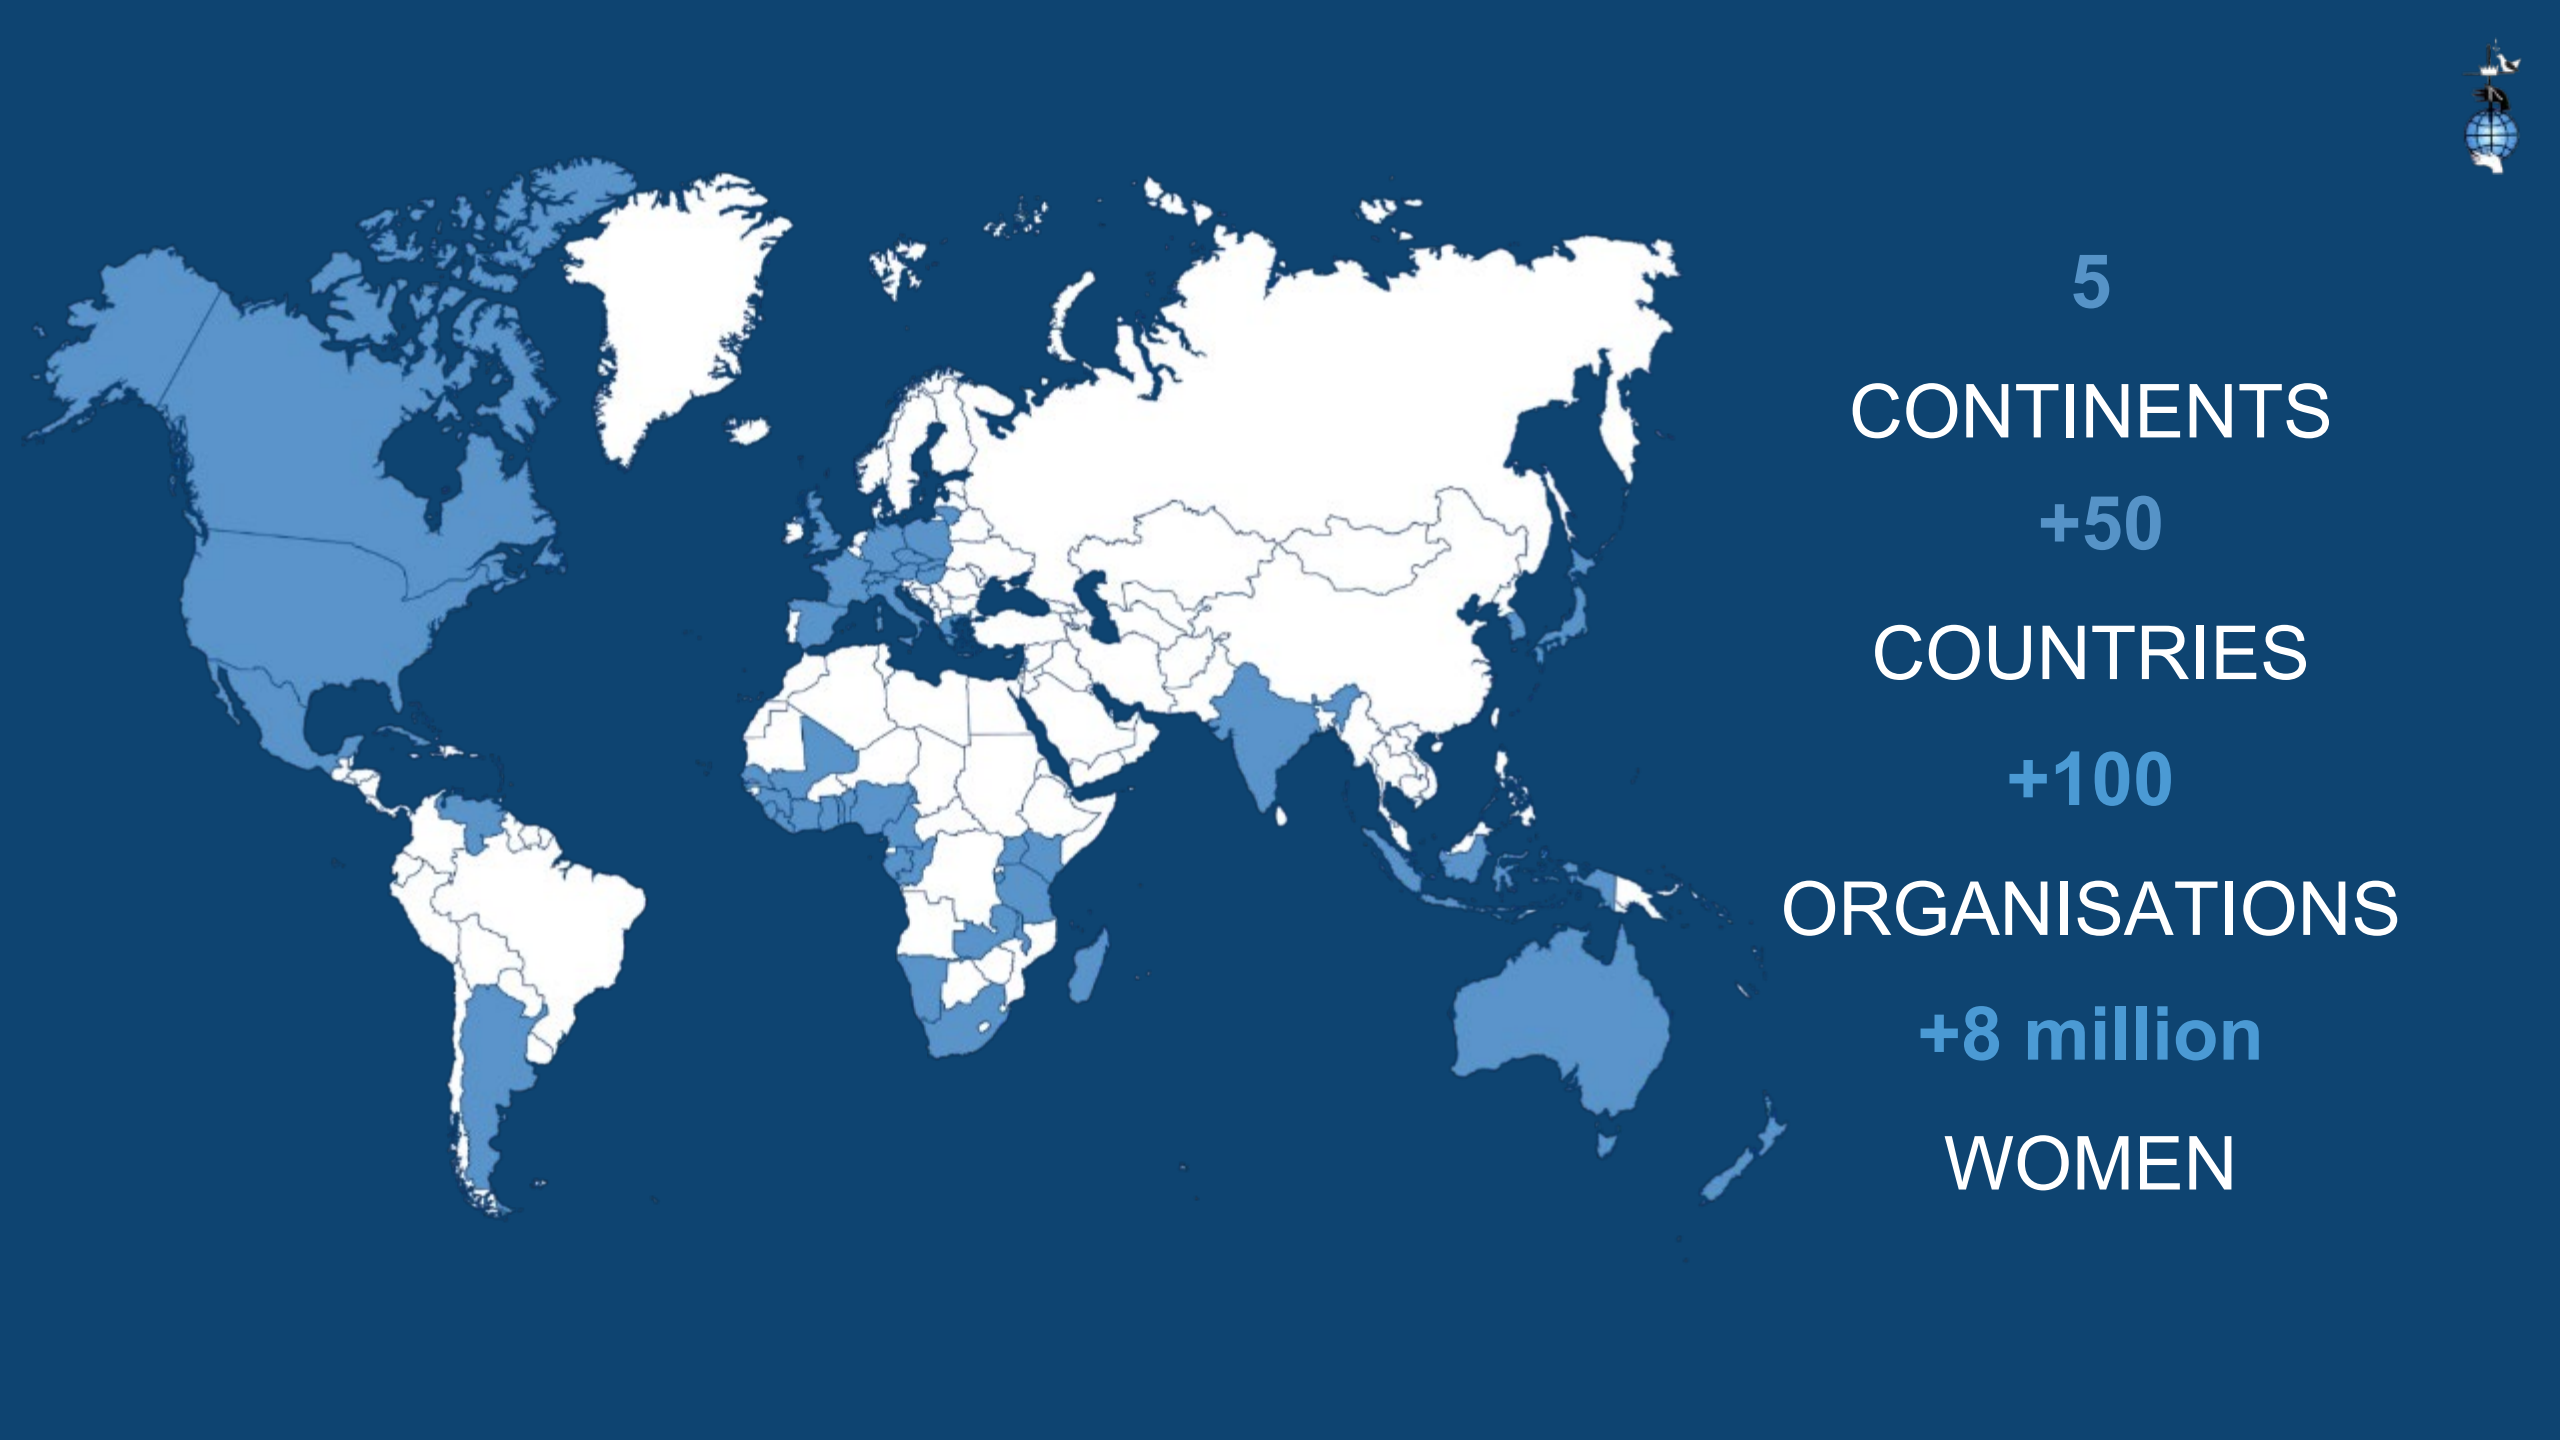 5
CONTINENTS
+50
COUNTRIES
+100
ORGANISATIONS
+8 million
WOMEN